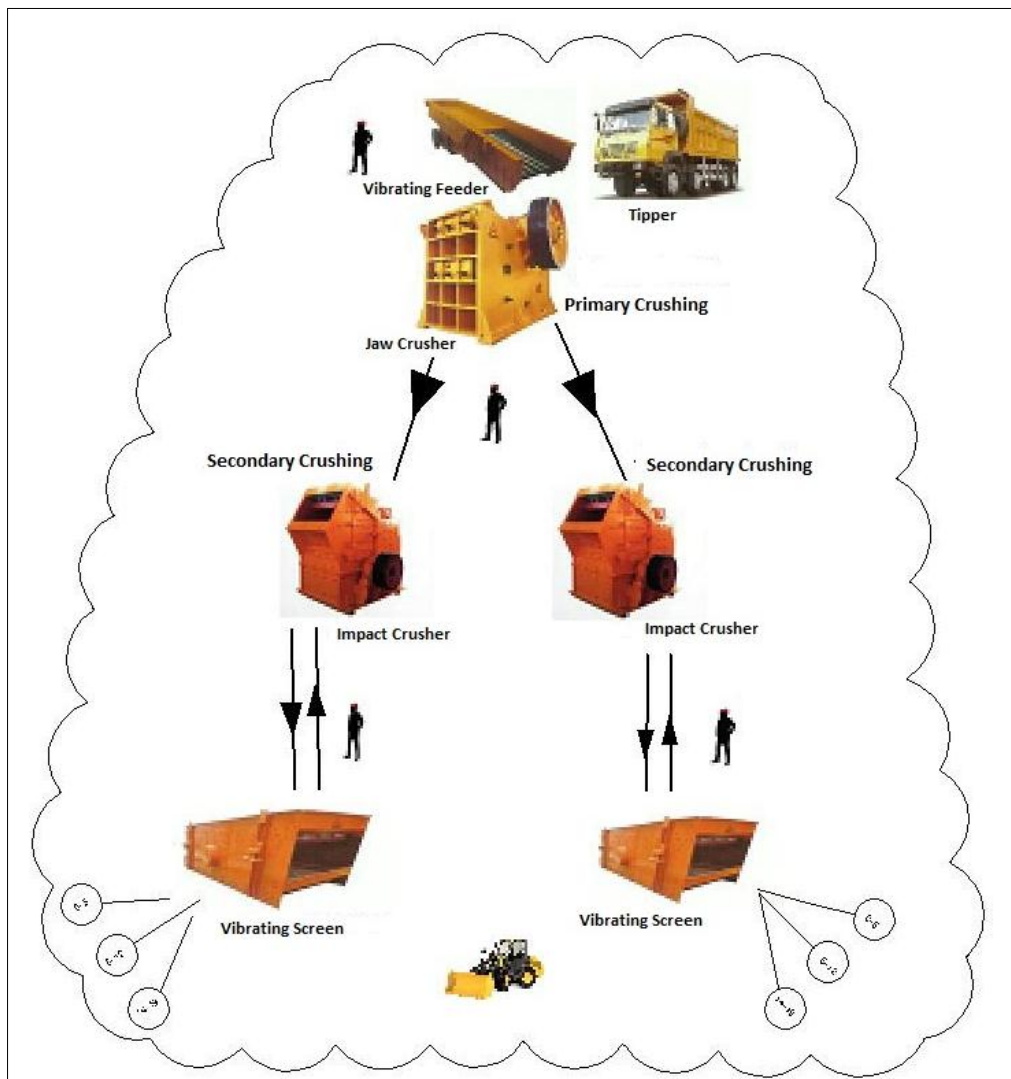 Vibrating Feeder
Tipper
Primary Crushing
Jaw Crusher
Secondary Crushing
Secondary Crushing
Impact Crusher
Impact Crusher
Vibrating Screen
Vibrating Screen